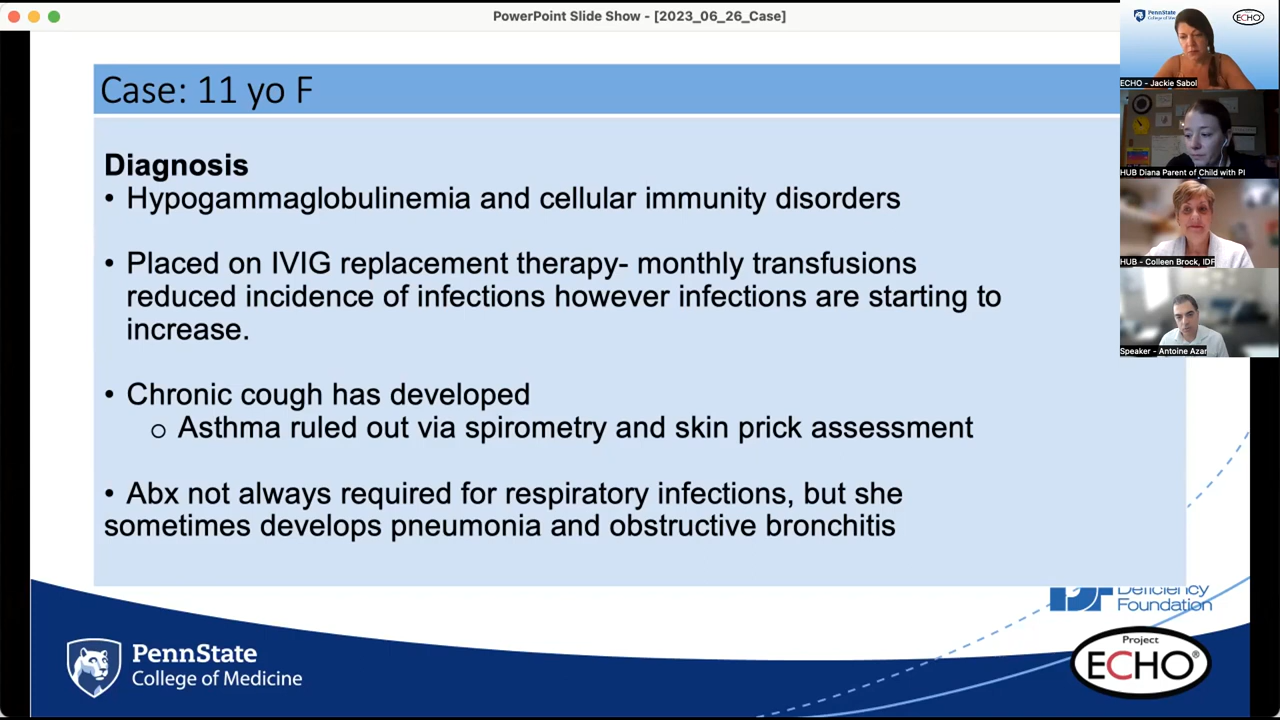 PowerPoint Slide Show - [2023_06_26_Case]
Case: 11 yo F
Diagnosis
• Hypogammaglobulinemia and cellular immunity disorders
• Placed on IVIG replacement therapy- monthly transfusions
reduced incidence of infections however infections are starting to
increase.
• Chronic cough has developed
o Asthma ruled out via spirometry and skin prick assessment
• Abx not always required for respiratory infections, but she
sometimes develops pneumonia and obstructive bronchitis
Deficiency
Foundation
PennState
College of Medicine
Project
ECHO®
PennState
ECHO
ECHO - Jackie Sabol
HUB Diana Parent of Child with PI
HUB - Colleen Brock, IDF
Speaker - Antoine Azar